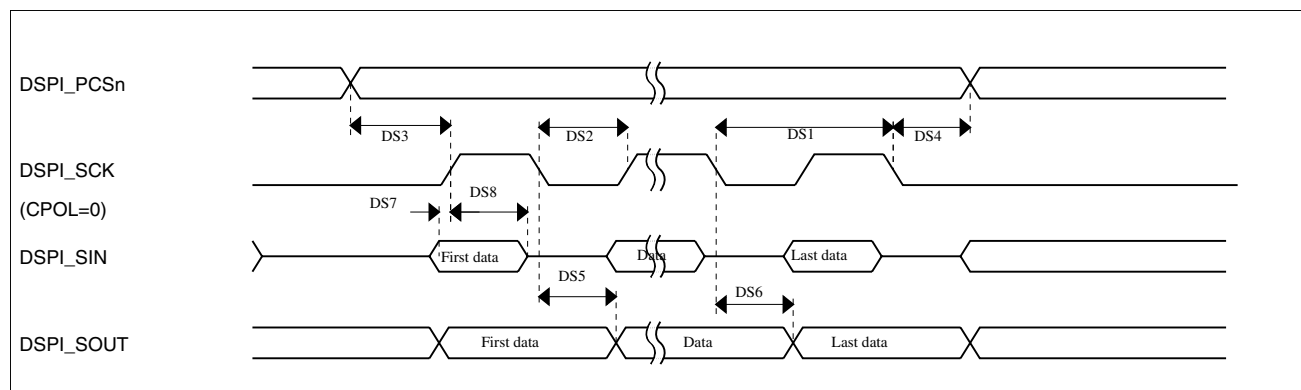 DSPI_PCSn
DS3
DS2
DS1
DS4
DSPI_SCK
(CPOL=0)
DS7
DS8
DSPI_SIN
First data
Data
Last data
DS5
DS6
DSPI_SOUT
First data
Data
Last data